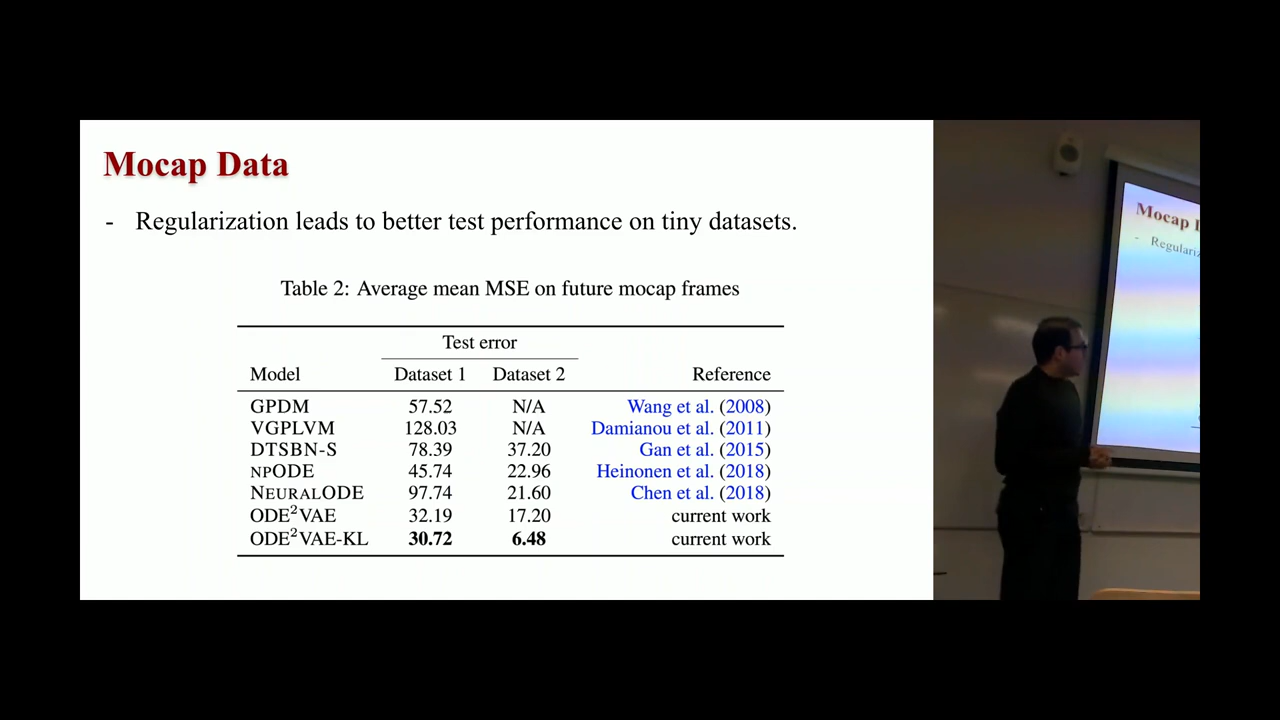 Mocap Data
- Regularization leads to better test performance on tiny datasets.
Table 2: Average mean MSE on future mocap frames
Test error
Model Dataset 1 Dataset 2 Reference
GPDM 57.52 N/A Wang et al. (2008)
VGPLVM 128.03 N/A Damianou et al. (2011)
DTSBN-S 78.39 37.20 Gan et al. (2015)
NPODE 45.74 22.96 Heinonen et al. (2018)
NEURALODE 97.74 21.60 Chen et al. (2018)
ODE²VAE 32.19 17.20 current work
ODE²VAE-KL 30.72 6.48 current work
Mocap D
- Regulariz